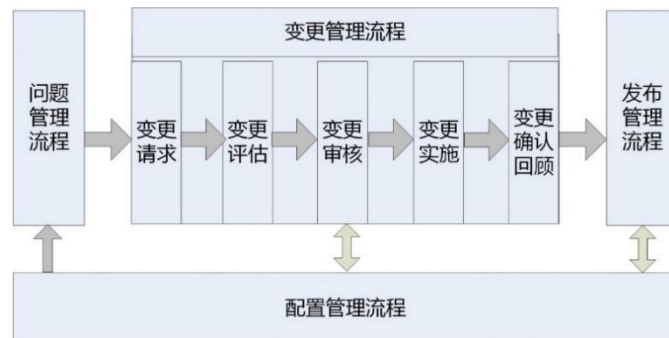 变更管理流程
问题
管理
流程
变更
请求
变更
评估
变更
审核
变更
实施
变更
确认
回顾
发布
管理
流程
配置管理流程